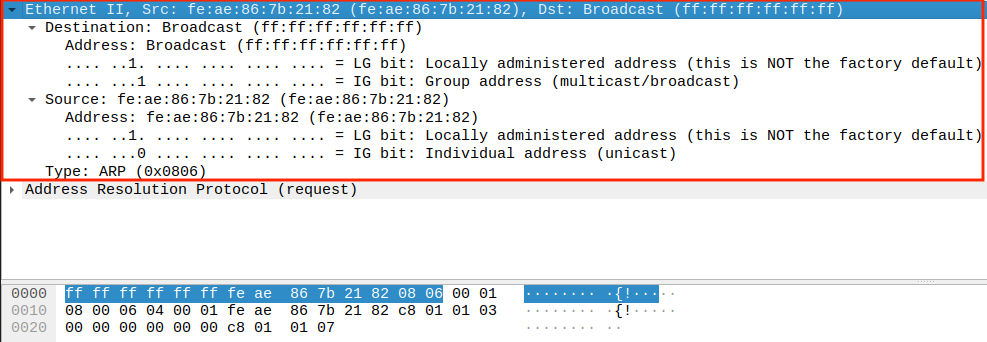 Ethernet II, Src: fe:ae:86:7b:21:82 (fe:ae:86:7b:21:82), Dst: Broadcast (ff:ff:ff:ff:ff:ff)
Destination: Broadcast (ff:ff:ff:ff:ff:ff)
Address: Broadcast (ff:ff:ff:ff:ff:ff)
.... ..1. .... .... .... .... = LG bit: Locally administered address (this is NOT the factory default)
.... ...1 .... .... .... .... = IG bit: Group address (multicast/broadcast)
Source: fe:ae:86:7b:21:82 (fe:ae:86:7b:21:82)
Address: fe:ae:86:7b:21:82 (fe:ae:86:7b:21:82)
.... ..1. .... .... .... .... = LG bit: Locally administered address (this is NOT the factory default)
.... ...0 .... .... .... .... = IG bit: Individual address (unicast)
Type: ARP (0x0806)
Address Resolution Protocol (request)
0000 ff ff ff ff ff ff fe ae 86 7b 21 82 08 06 00 01 ········ ·{!·····
0010 08 00 06 04 00 01 fe ae 86 7b 21 82 c8 01 01 03 ········ ·{!·····
0020 00 00 00 00 00 00 c8 01 01 07 ········ ··